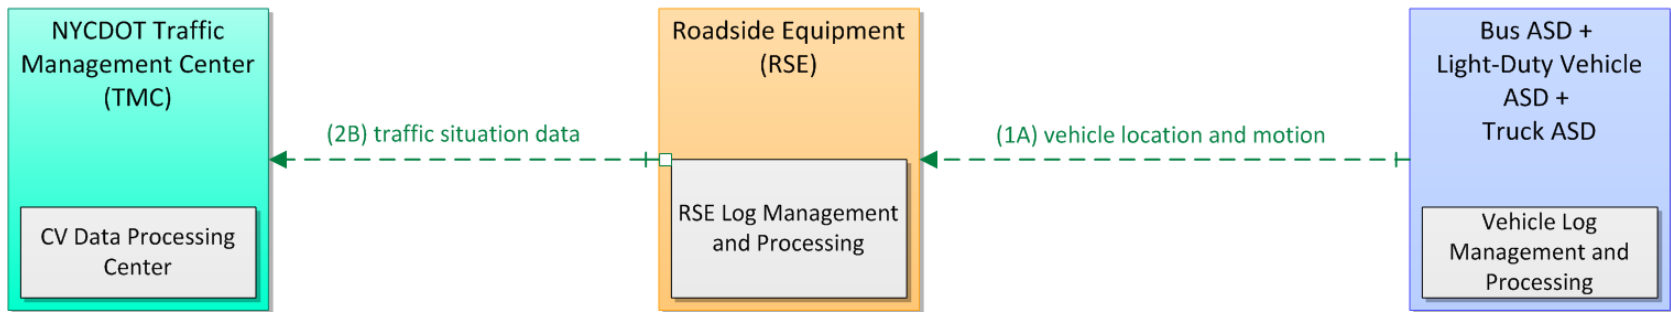 NYCDOT Traffic
Management Center
(TMC)
CV Data Processing
Center
(2B) traffic situation data
Roadside Equipment
(RSE)
RSE Log Management
and Processing
(1A) vehicle location and motion
Bus ASD +
Light-Duty Vehicle
ASD +
Truck ASD
Vehicle Log
Management and
Processing